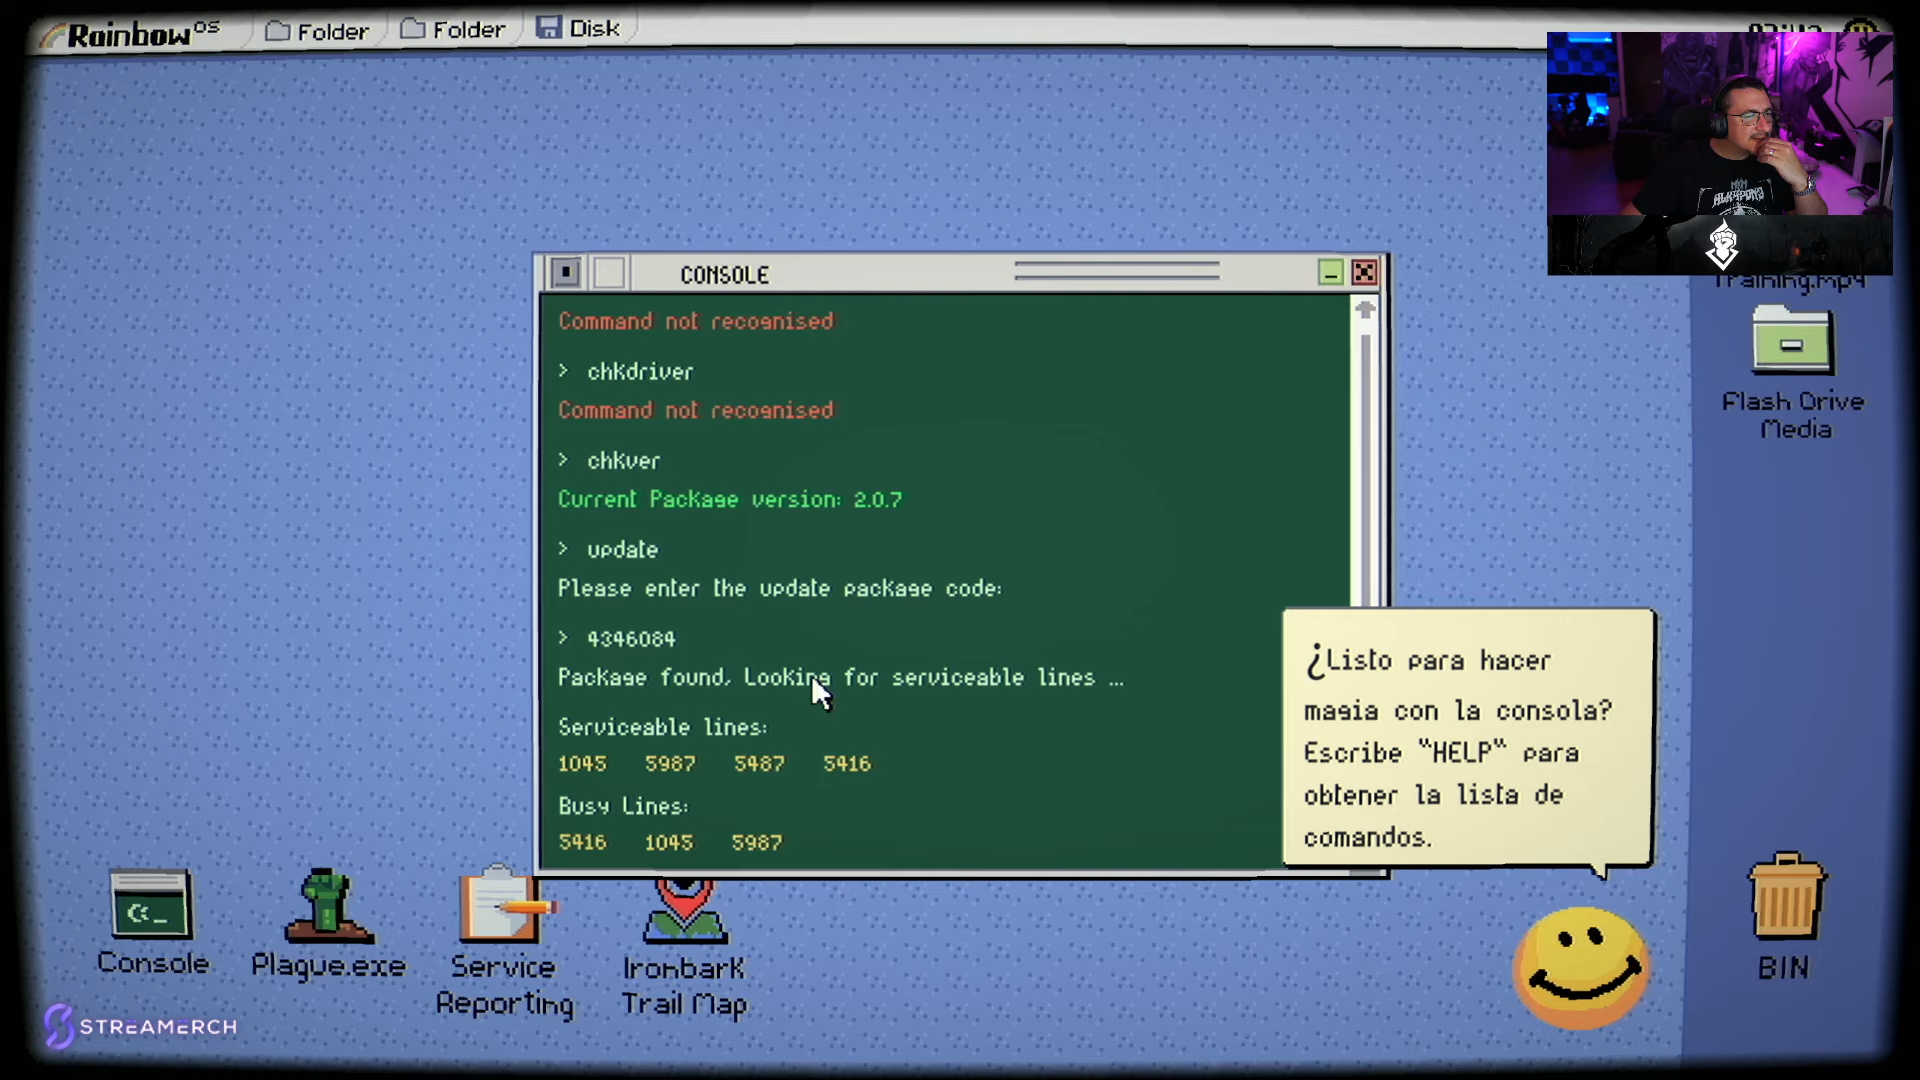 Rainbow OS
Folder
Folder
Disk
CONSOLE
Command not recognised
> chkdriver
Command not recognised
> chkver
Current Package version: 2.0.7
> update
Please enter the update package code:
> 4346084
Package found, Looking for serviceable lines ...
Serviceable lines:
1045 5987 5487 5416
Busy Lines:
5416 1045 5987
¿Listo para hacer
magia con la consola?
Escribe "HELP" para
obtener la lista de
comandos.
Training.mp4
Flash Drive
Media
BIN
Console
Plague.exe
Service
Reporting
Ironbark
Trail Map
STREAMERCH